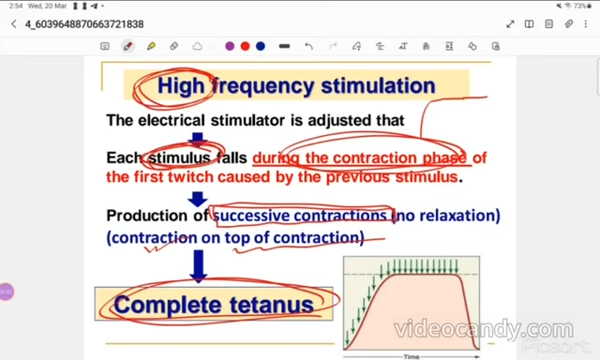 2:54 Wed, 20 Mar
73%
4_6039648870663721838
High frequency stimulation
The electrical stimulator is adjusted that
Each stimulus falls during the contraction phase of
the first twitch caused by the previous stimulus.
Production of successive contractions (no relaxation)
(contraction on top of contraction)
Complete tetanus
Time
videocandy.com
Picsart